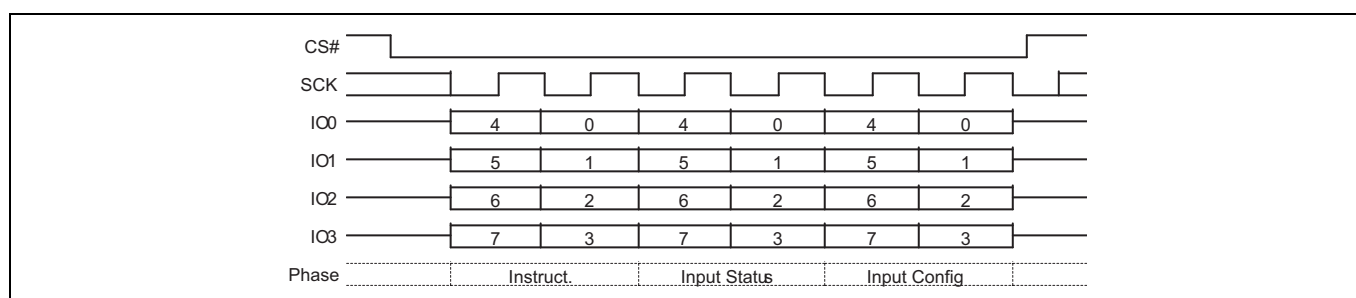 CS#
SCK
IO0 4 0 4 0 4 0
IO1 5 1 5 1 5 1
IO2 6 2 6 2 6 2
IO3 7 3 7 3 7 3
Phase Instruct. Input Status Input Config